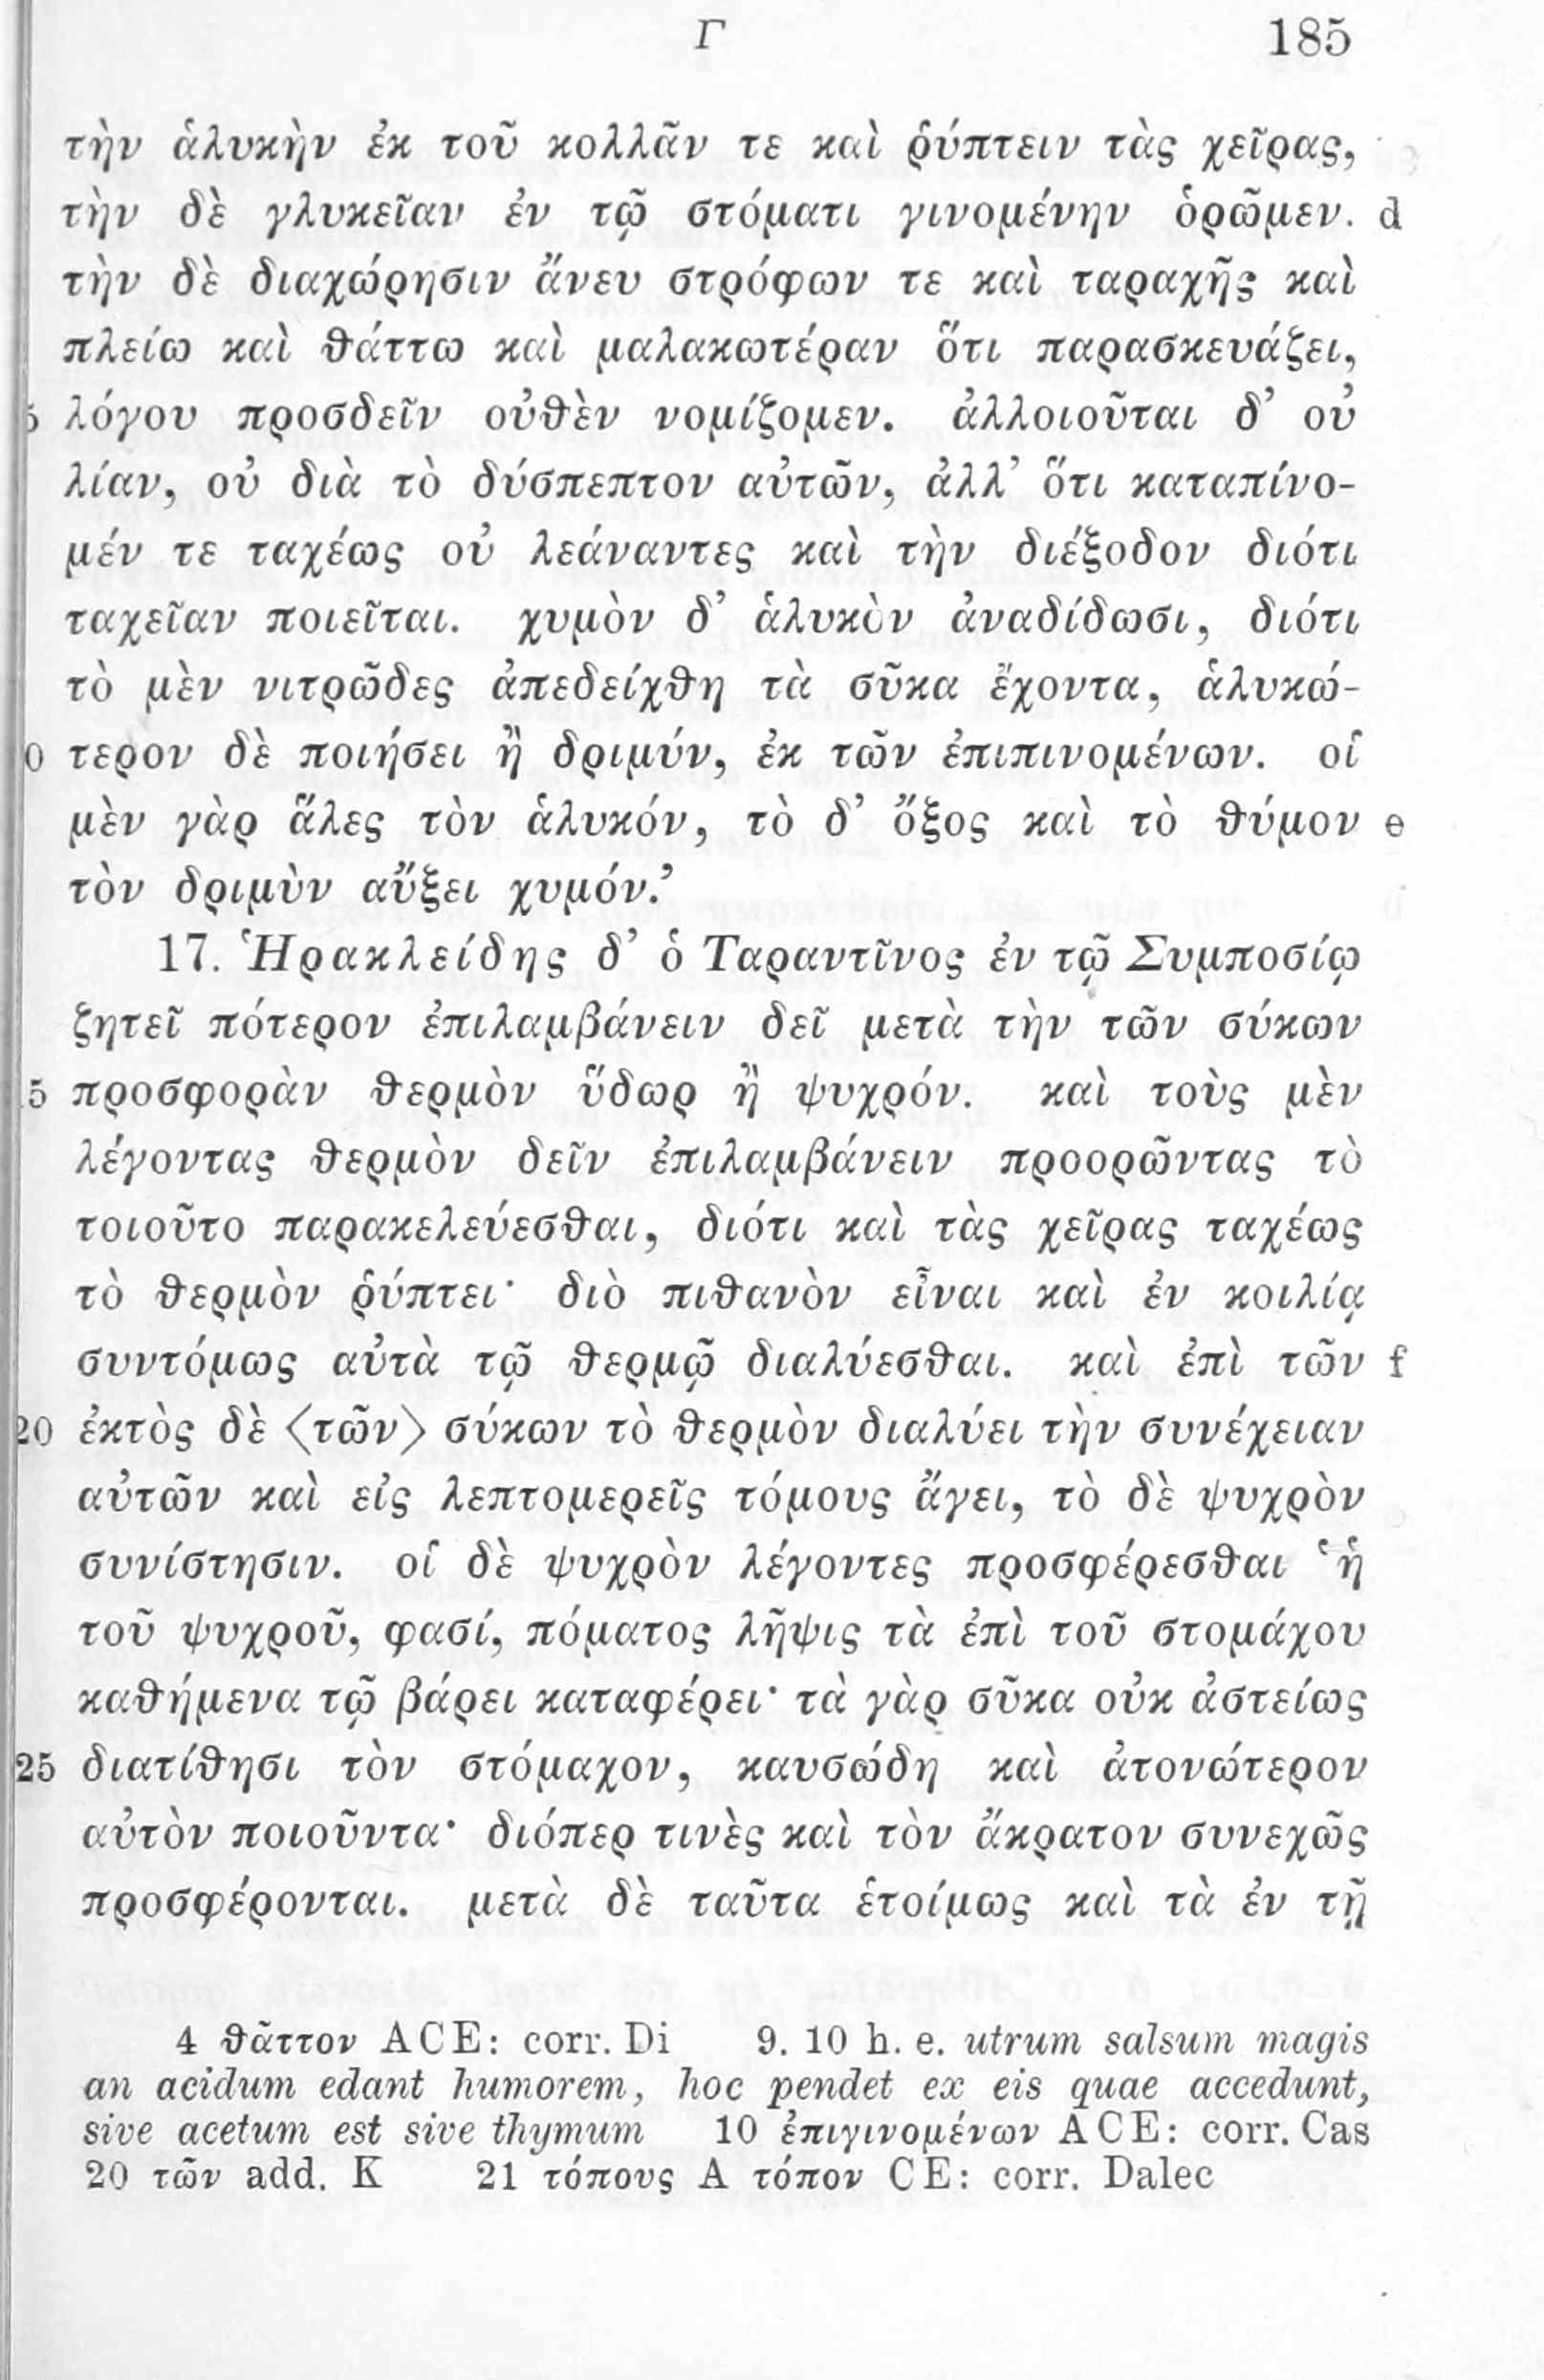 Γ 185
τὴν ἁλυκὴν ἐκ τοῦ κολλᾶν τε καὶ ῥύπτειν τὰς χεῖρας,
τὴν δὲ γλυκεῖαν ἐν τῷ στόματι γινομένην ὁρῶμεν. d
τὴν δὲ διαχώρησιν ἄνευ στρόφων τε καὶ ταραχῆς καὶ
πλείω καὶ θάττω καὶ μαλακωτέραν ὅτι παρασκευάζει,
5 λόγου προσδεῖν οὐθὲν νομίζομεν. ἀλλοιοῦται δ’ οὐ
λίαν, οὐ διὰ τὸ δύσπεπτον αὐτῶν, ἀλλ’ ὅτι καταπίνο-
μέν τε ταχέως οὐ λεάναντες καὶ τὴν διέξοδον διότι
ταχεῖαν ποιεῖται. χυμὸν δ’ ἁλυκὸν ἀναδίδωσι, διότι
τὸ μὲν νιτρῶδες ἀπεδείχθη τὰ σῦκα ἔχοντα, ἁλυκώ-
0 τερον δὲ ποιήσει ἢ δριμύν, ἐκ τῶν ἐπιπινομένων. οἱ
μὲν γὰρ ἅλες τὸν ἁλυκόν, τὸ δ’ ὄξος καὶ τὸ θύμον e
τὸν δριμὺν αὔξει χυμόν.’
17. Ἡρακλείδης δ’ ὁ Ταραντῖνος ἐν τῷ Συμποσίῳ
ζητεῖ πότερον ἐπιλαμβάνειν δεῖ μετὰ τὴν τῶν σύκων
5 προσφορὰν θερμὸν ὕδωρ ἢ ψυχρόν. καὶ τοὺς μὲν
λέγοντας θερμὸν δεῖν ἐπιλαμβάνειν προορῶντας τὸ
τοιοῦτο παρακελεύεσθαι, διότι καὶ τὰς χεῖρας ταχέως
τὸ θερμὸν ῥύπτει· διὸ πιθανὸν εἶναι καὶ ἐν κοιλίᾳ
συντόμως αὐτὰ τῷ θερμῷ διαλύεσθαι. καὶ ἐπὶ τῶν f
20 ἐκτὸς δὲ ⟨τῶν⟩ σύκων τὸ θερμὸν διαλύει τὴν συνέχειαν
αὐτῶν καὶ εἰς λεπτομερεῖς τόμους ἄγει, τὸ δὲ ψυχρὸν
συνίστησιν. οἱ δὲ ψυχρὸν λέγοντες προσφέρεσθαι ‘ἡ
τοῦ ψυχροῦ, φασί, πόματος λῆψις τὰ ἐπὶ τοῦ στομάχου
καθήμενα τῷ βάρει καταφέρει· τὰ γὰρ σῦκα οὐκ ἀστείως
25 διατίθησι τὸν στόμαχον, καυσώδη καὶ ἀτονώτερον
αὐτὸν ποιοῦντα· διόπερ τινὲς καὶ τὸν ἄκρατον συνεχῶς
προσφέρονται. μετὰ δὲ ταῦτα ἑτοίμως καὶ τὰ ἐν τῇ
4 θᾶττον ACE: corr. Di 9. 10 h. e. utrum salsum magis
an acidum edant humorem, hoc pendet ex eis quae accedunt,
sive acetum est sive thymum 10 ἐπιγινομένων ACE: corr. Cas
20 τῶν add. K 21 τόπους A τόπον CE: corr. Dalec